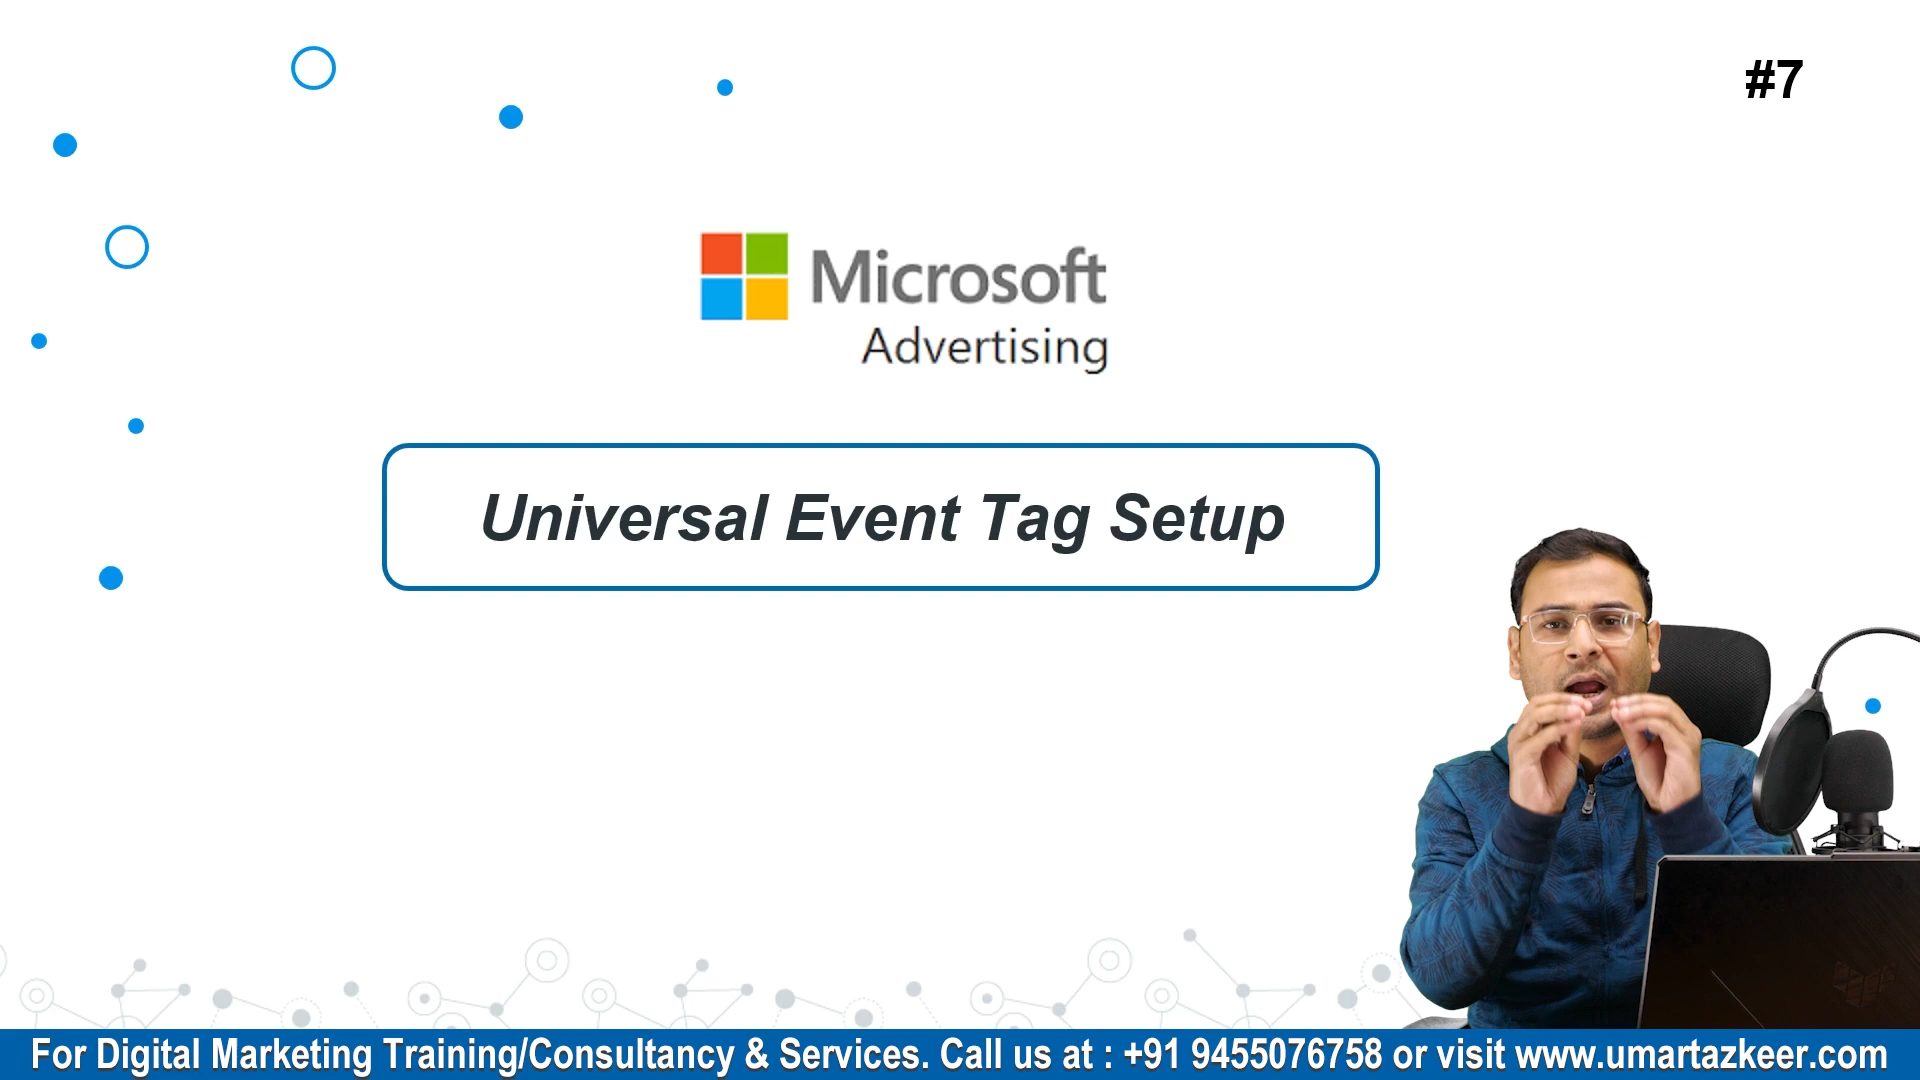 #7
Microsoft
Advertising
Universal Event Tag Setup
For Digital Marketing Training/Consultancy & Services. Call us at : +91 9455076758 or visit www.umartazkeer.com